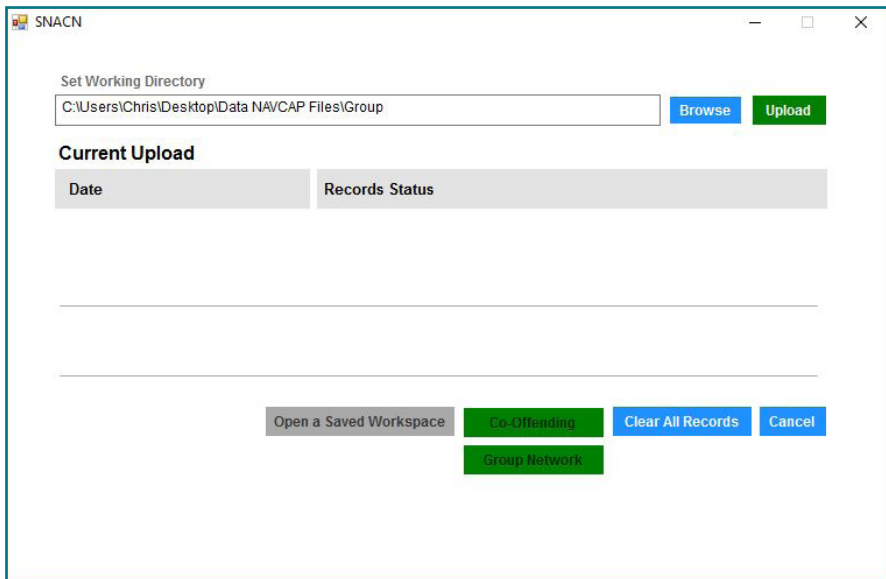 SNACN
Set Working Directory
C:\Users\Chris\Desktop\Data NAVCAP Files\Group
Browse
Upload
Current Upload
Date
Records Status
Open a Saved Workspace
Co-Offending
Clear All Records
Cancel
Group Network